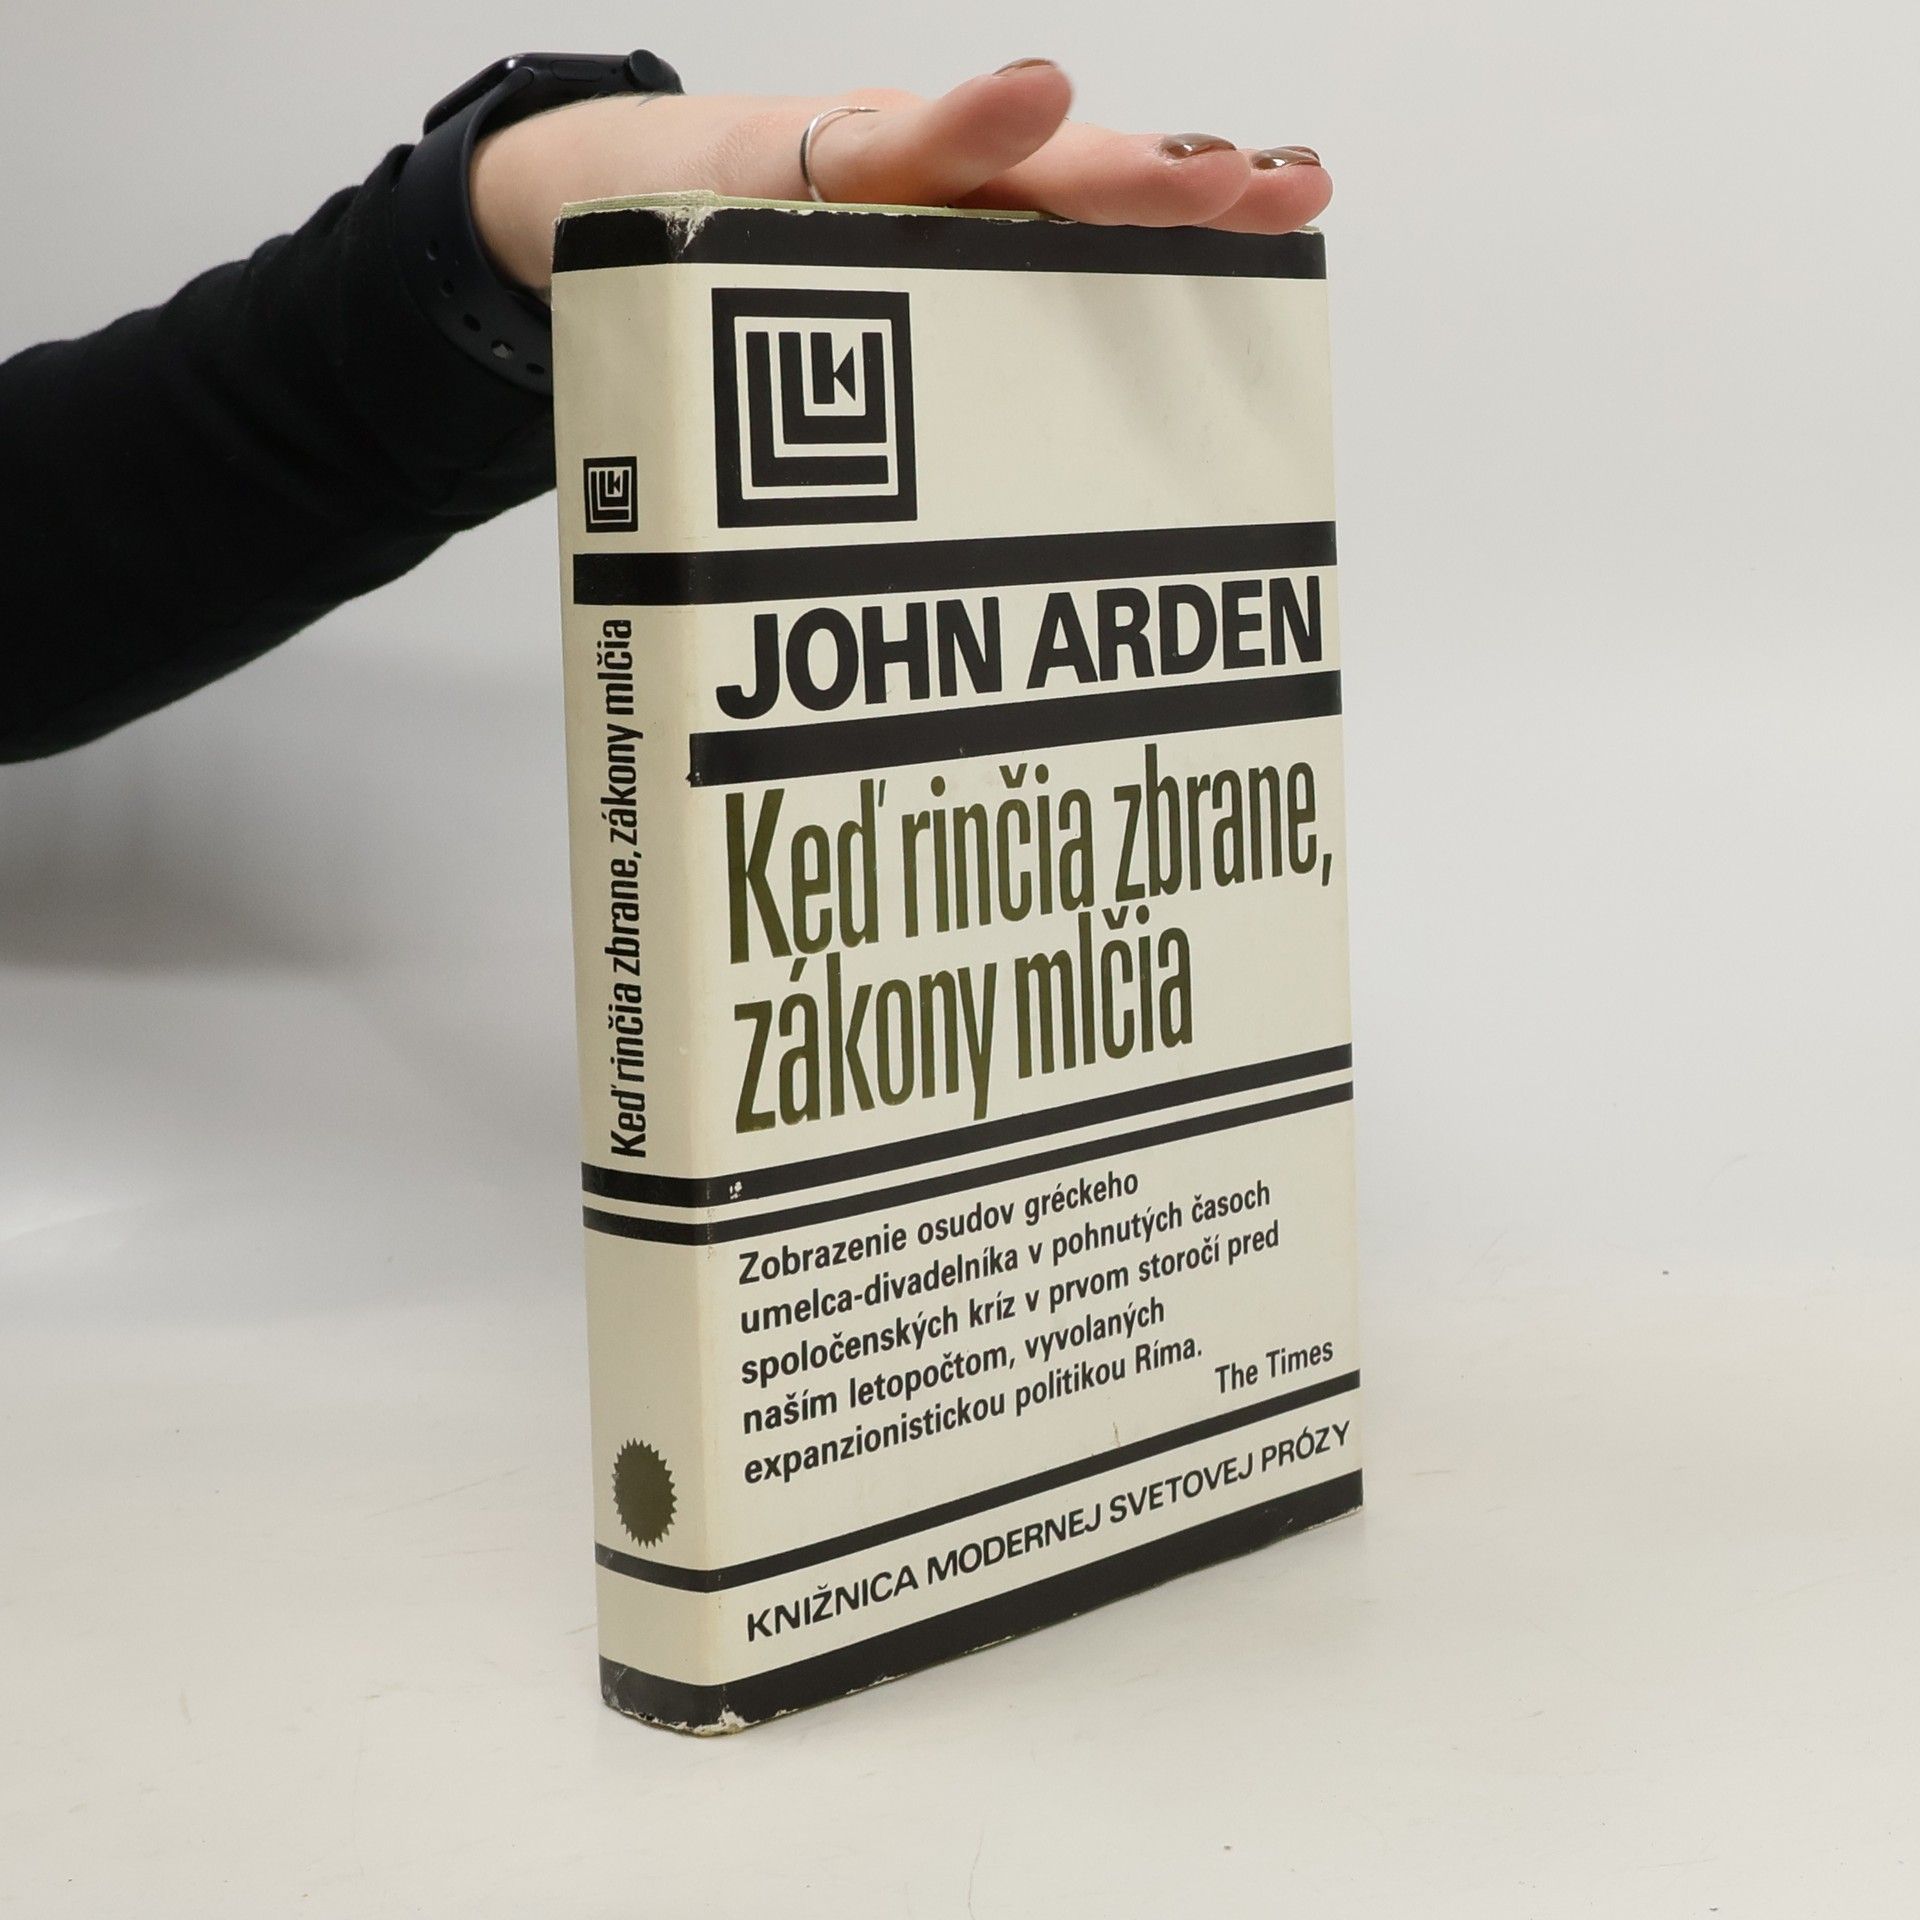 Keď rinčia zbrane, zákony mlčia
JOHN ARDEN
Keď rinčia zbrane,
zákony mlčia
Zobrazenie osudov gréckeho
umelca-divadelníka v pohnutých časoch
spoločenských kríz v prvom storočí pred
naším letopočtom, vyvolaných
expanzionistickou politikou Ríma.
The Times
KNIŽNICA MODERNEJ SVETOVEJ PRÓZY